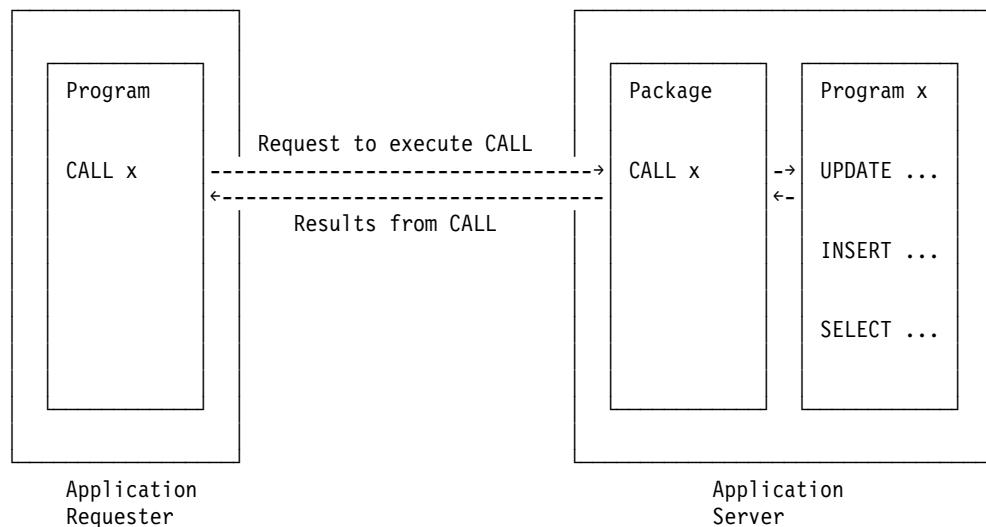 Program
Package
Program x
Request to execute CALL
CALL x
CALL x
UPDATE ...
Results from CALL
INSERT ...
SELECT ...
Application
Requester
Application
Server